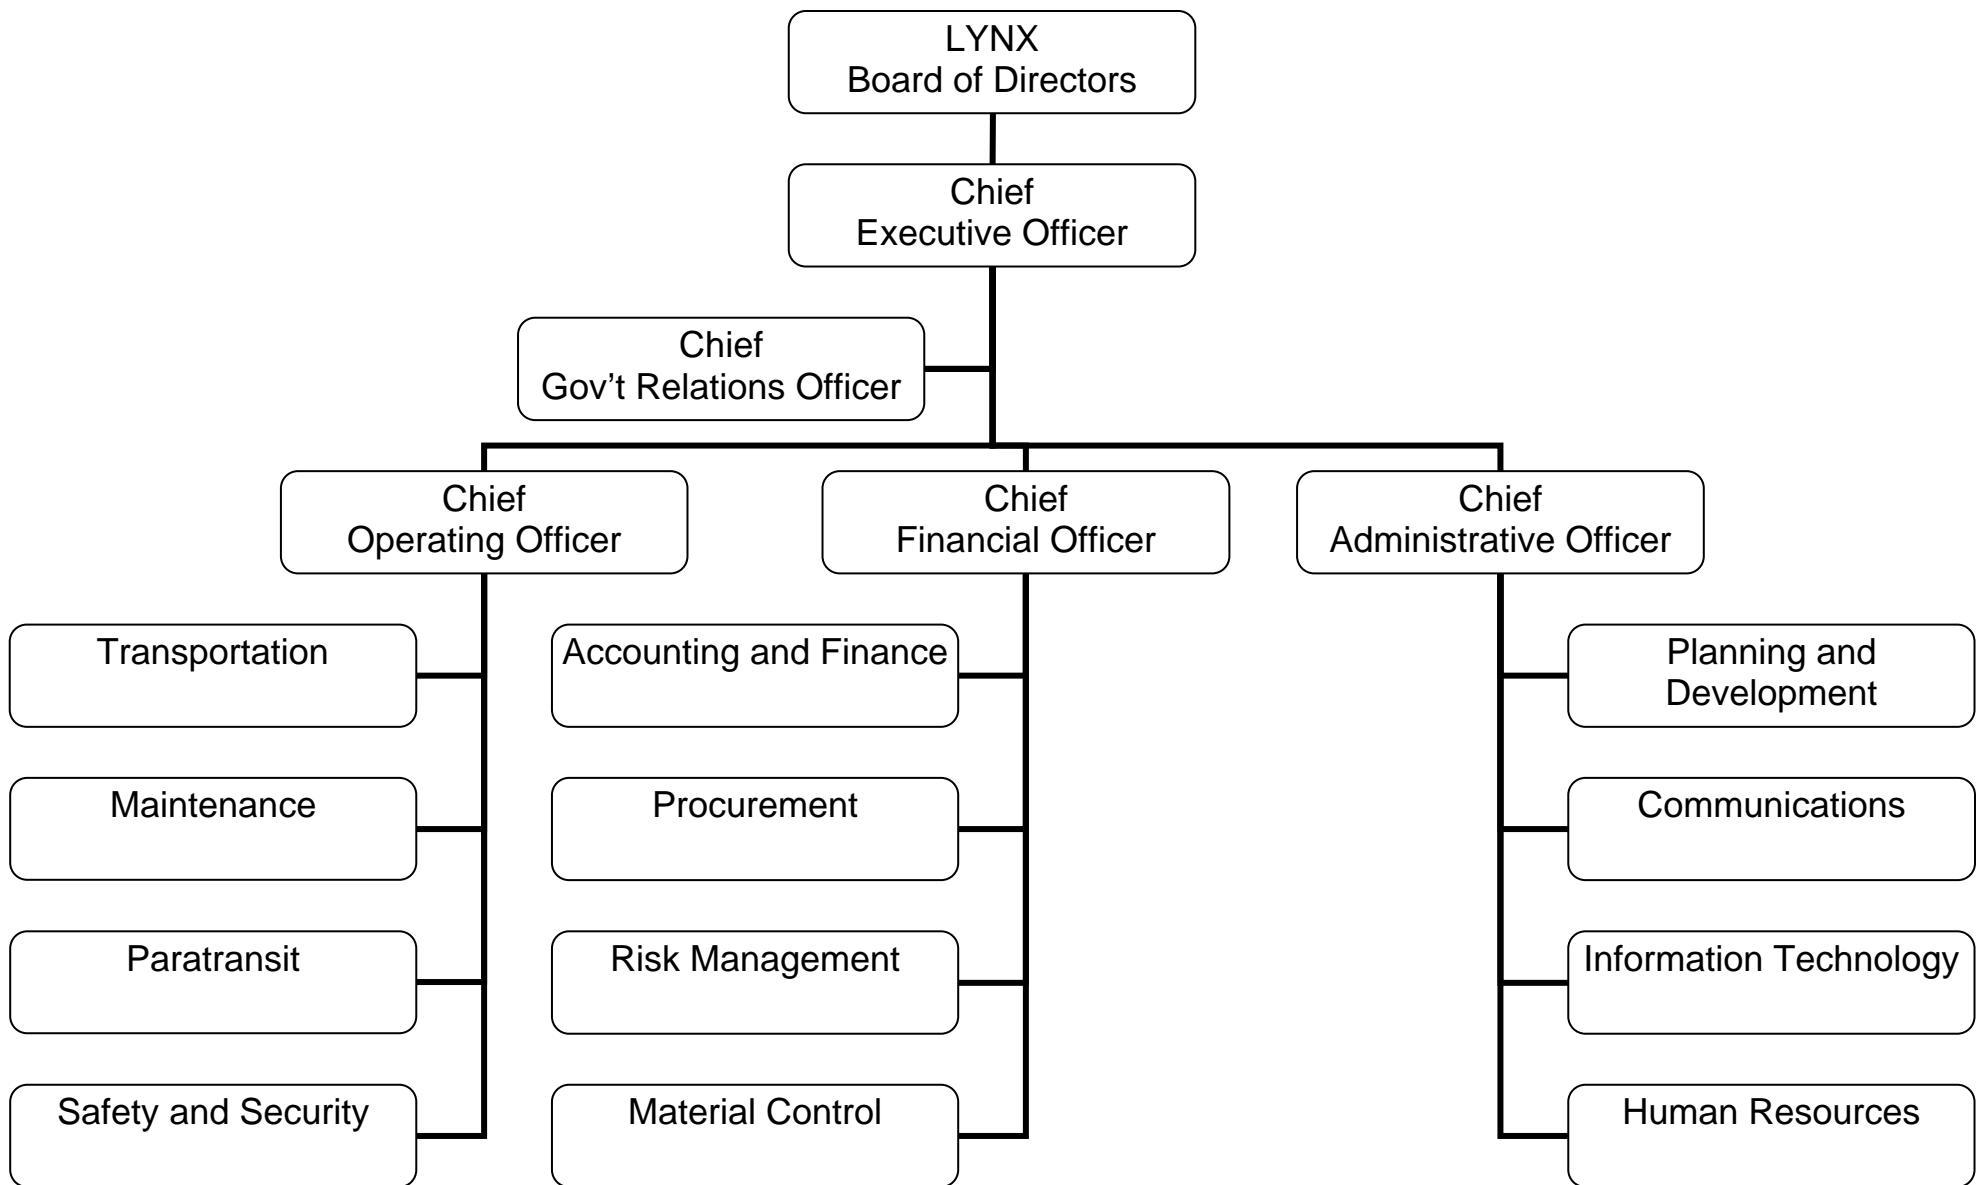 LYNX
Board of Directors
Chief
Executive Officer
Chief
Gov’t Relations Officer
Chief
Operating Officer
Chief
Financial Officer
Chief
Administrative Officer
Transportation
Accounting and Finance
Planning and
Development
Maintenance
Procurement
Communications
Paratransit
Risk Management
Information Technology
Safety and Security
Material Control
Human Resources